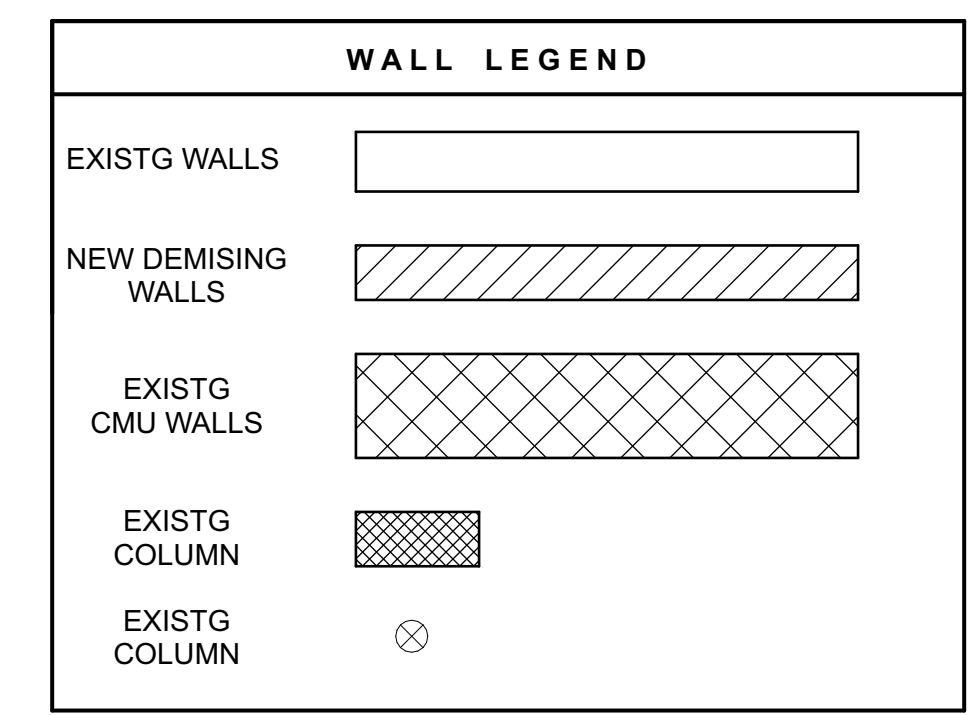 WALL LEGEND
EXISTG WALLS
NEW DEMISING
WALLS
EXISTG
CMU WALLS
EXISTG
COLUMN
EXISTG
COLUMN